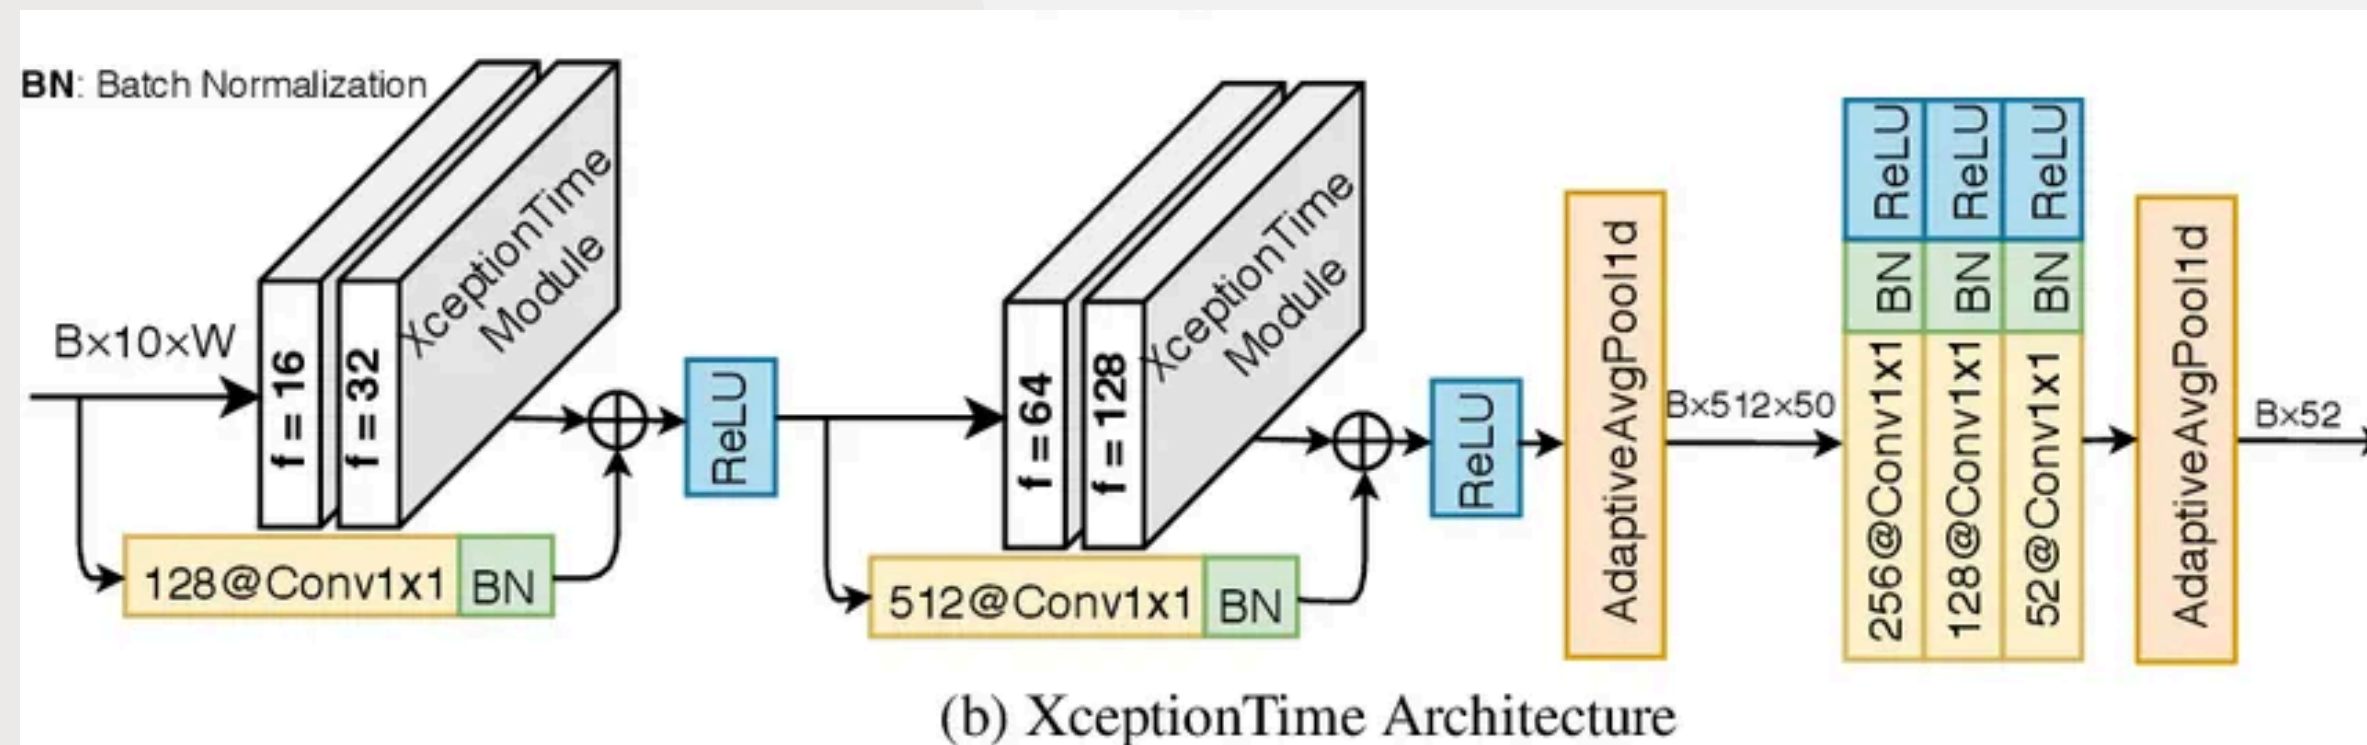 BN: Batch Normalization
B×10×W
f = 16
f = 32
XceptionTime
Module
128@Conv1x1
BN
ReLU
f = 64
f = 128
XceptionTime
Module
512@Conv1x1
BN
ReLU
AdaptiveAvgPool1d
B×512×50
256@Conv1x1 BN ReLU
128@Conv1x1 BN ReLU
52@Conv1x1 BN ReLU
AdaptiveAvgPool1d
B×52
(b) XceptionTime Architecture